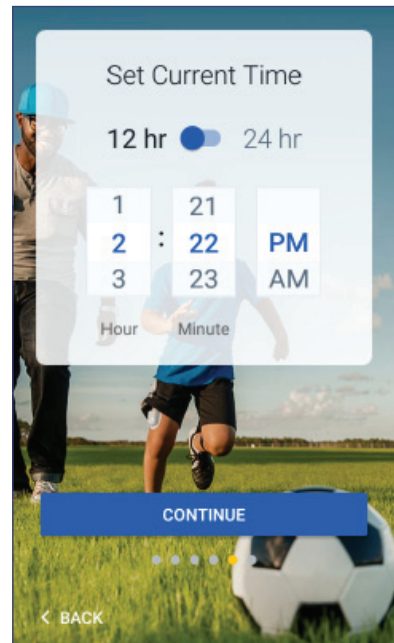 Set Current Time
12 hr 24 hr
1 21
2 : 22 PM
3 23 AM
Hour Minute
CONTINUE
< BACK